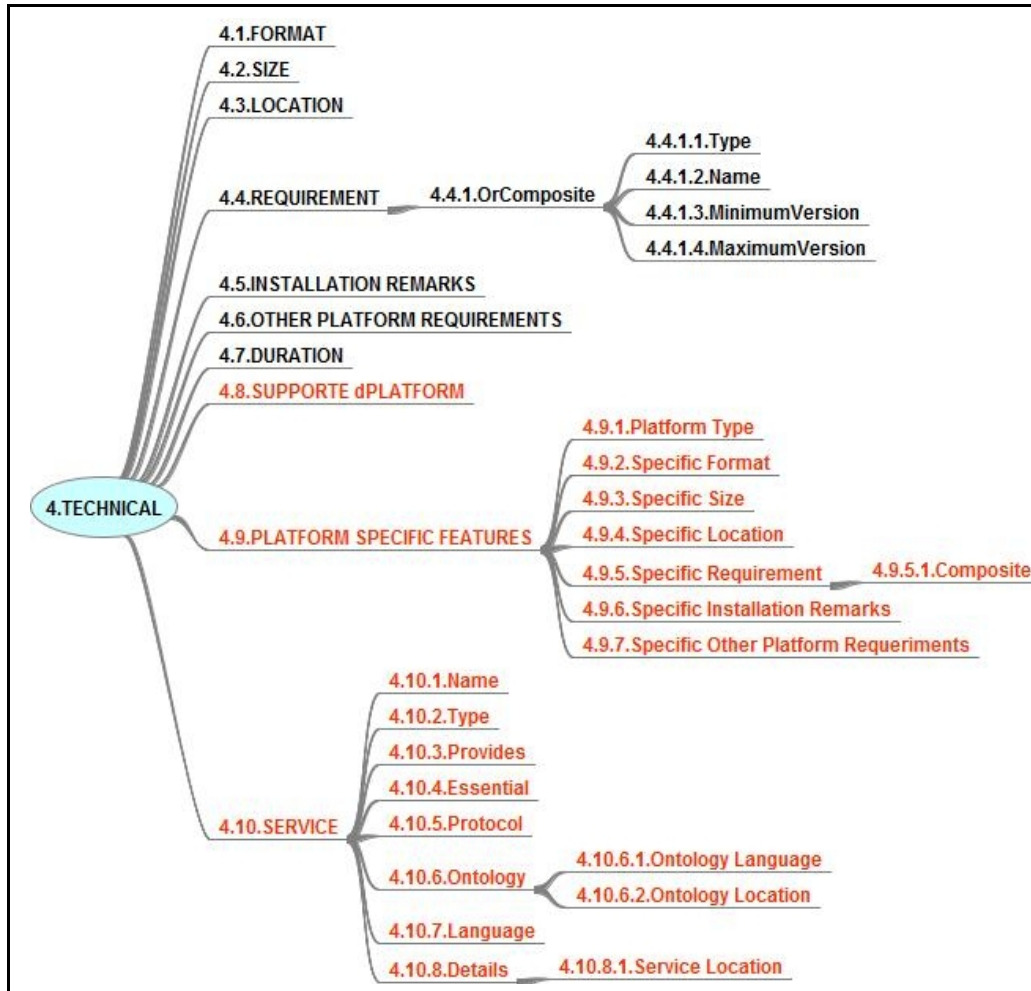 4.TECHNICAL
4.1.FORMAT
4.2.SIZE
4.3.LOCATION
4.4.REQUIREMENT
4.4.1.OrComposite
4.4.1.1.Type
4.4.1.2.Name
4.4.1.3.MinimumVersion
4.4.1.4.MaximumVersion
4.5.INSTALLATION REMARKS
4.6.OTHER PLATFORM REQUIREMENTS
4.7.DURATION
4.8.SUPPORTE dPLATFORM
4.9.PLATFORM SPECIFIC FEATURES
4.9.1.Platform Type
4.9.2.Specific Format
4.9.3.Specific Size
4.9.4.Specific Location
4.9.5.Specific Requirement
4.9.5.1.Composite
4.9.6.Specific Installation Remarks
4.9.7.Specific Other Platform Requeriments
4.10.SERVICE
4.10.1.Name
4.10.2.Type
4.10.3.Provides
4.10.4.Essential
4.10.5.Protocol
4.10.6.Ontology
4.10.6.1.Ontology Language
4.10.6.2.Ontology Location
4.10.7.Language
4.10.8.Details
4.10.8.1.Service Location